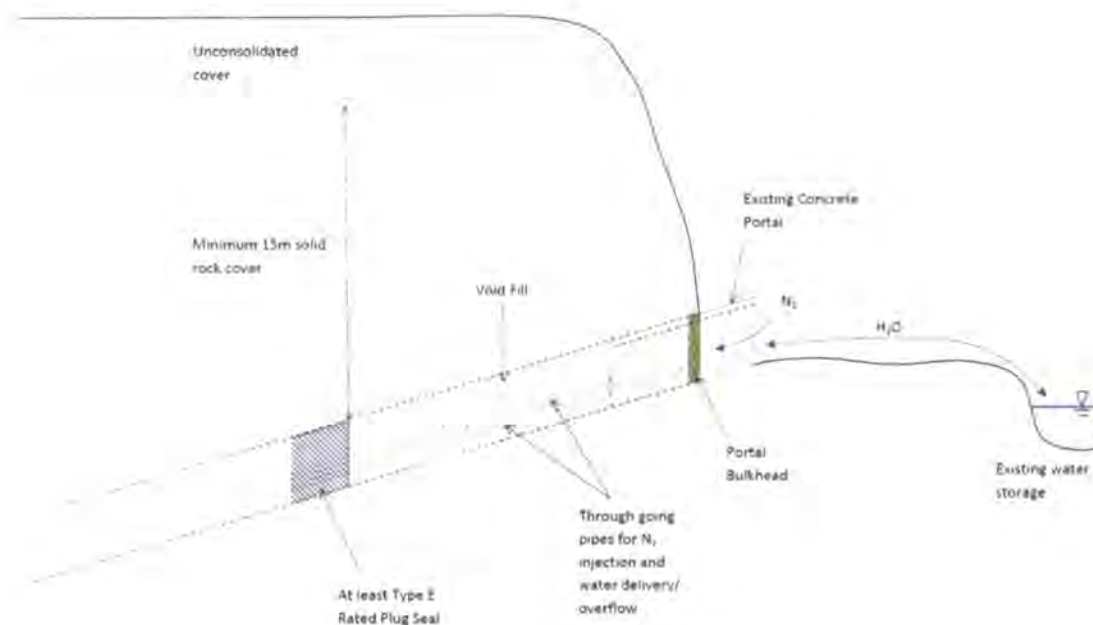 Unconsolidated
cover
Existing Concrete
Portal
Minimum 15m solid
rock cover
Void Fill
N₂
H₂O
Portal
Bulkhead
Existing water
storage
Through going
pipes for N₂
injection and
water delivery/
overflow
At least Type E
Rated Plug Seal